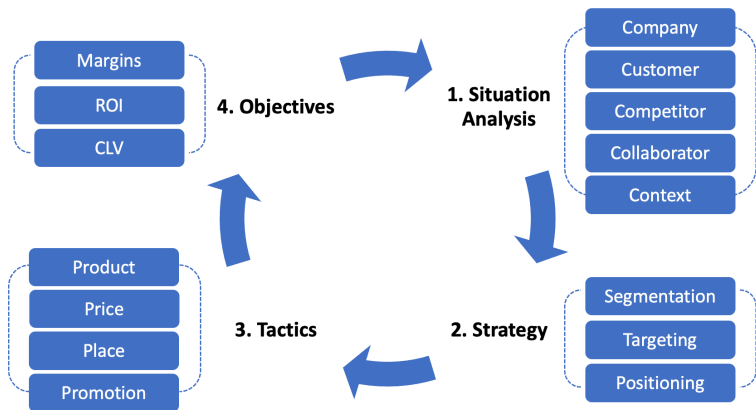 Margins
ROI
CLV
4. Objectives
1. Situation
Analysis
Company
Customer
Competitor
Collaborator
Context
Product
Price
Place
Promotion
3. Tactics
2. Strategy
Segmentation
Targeting
Positioning